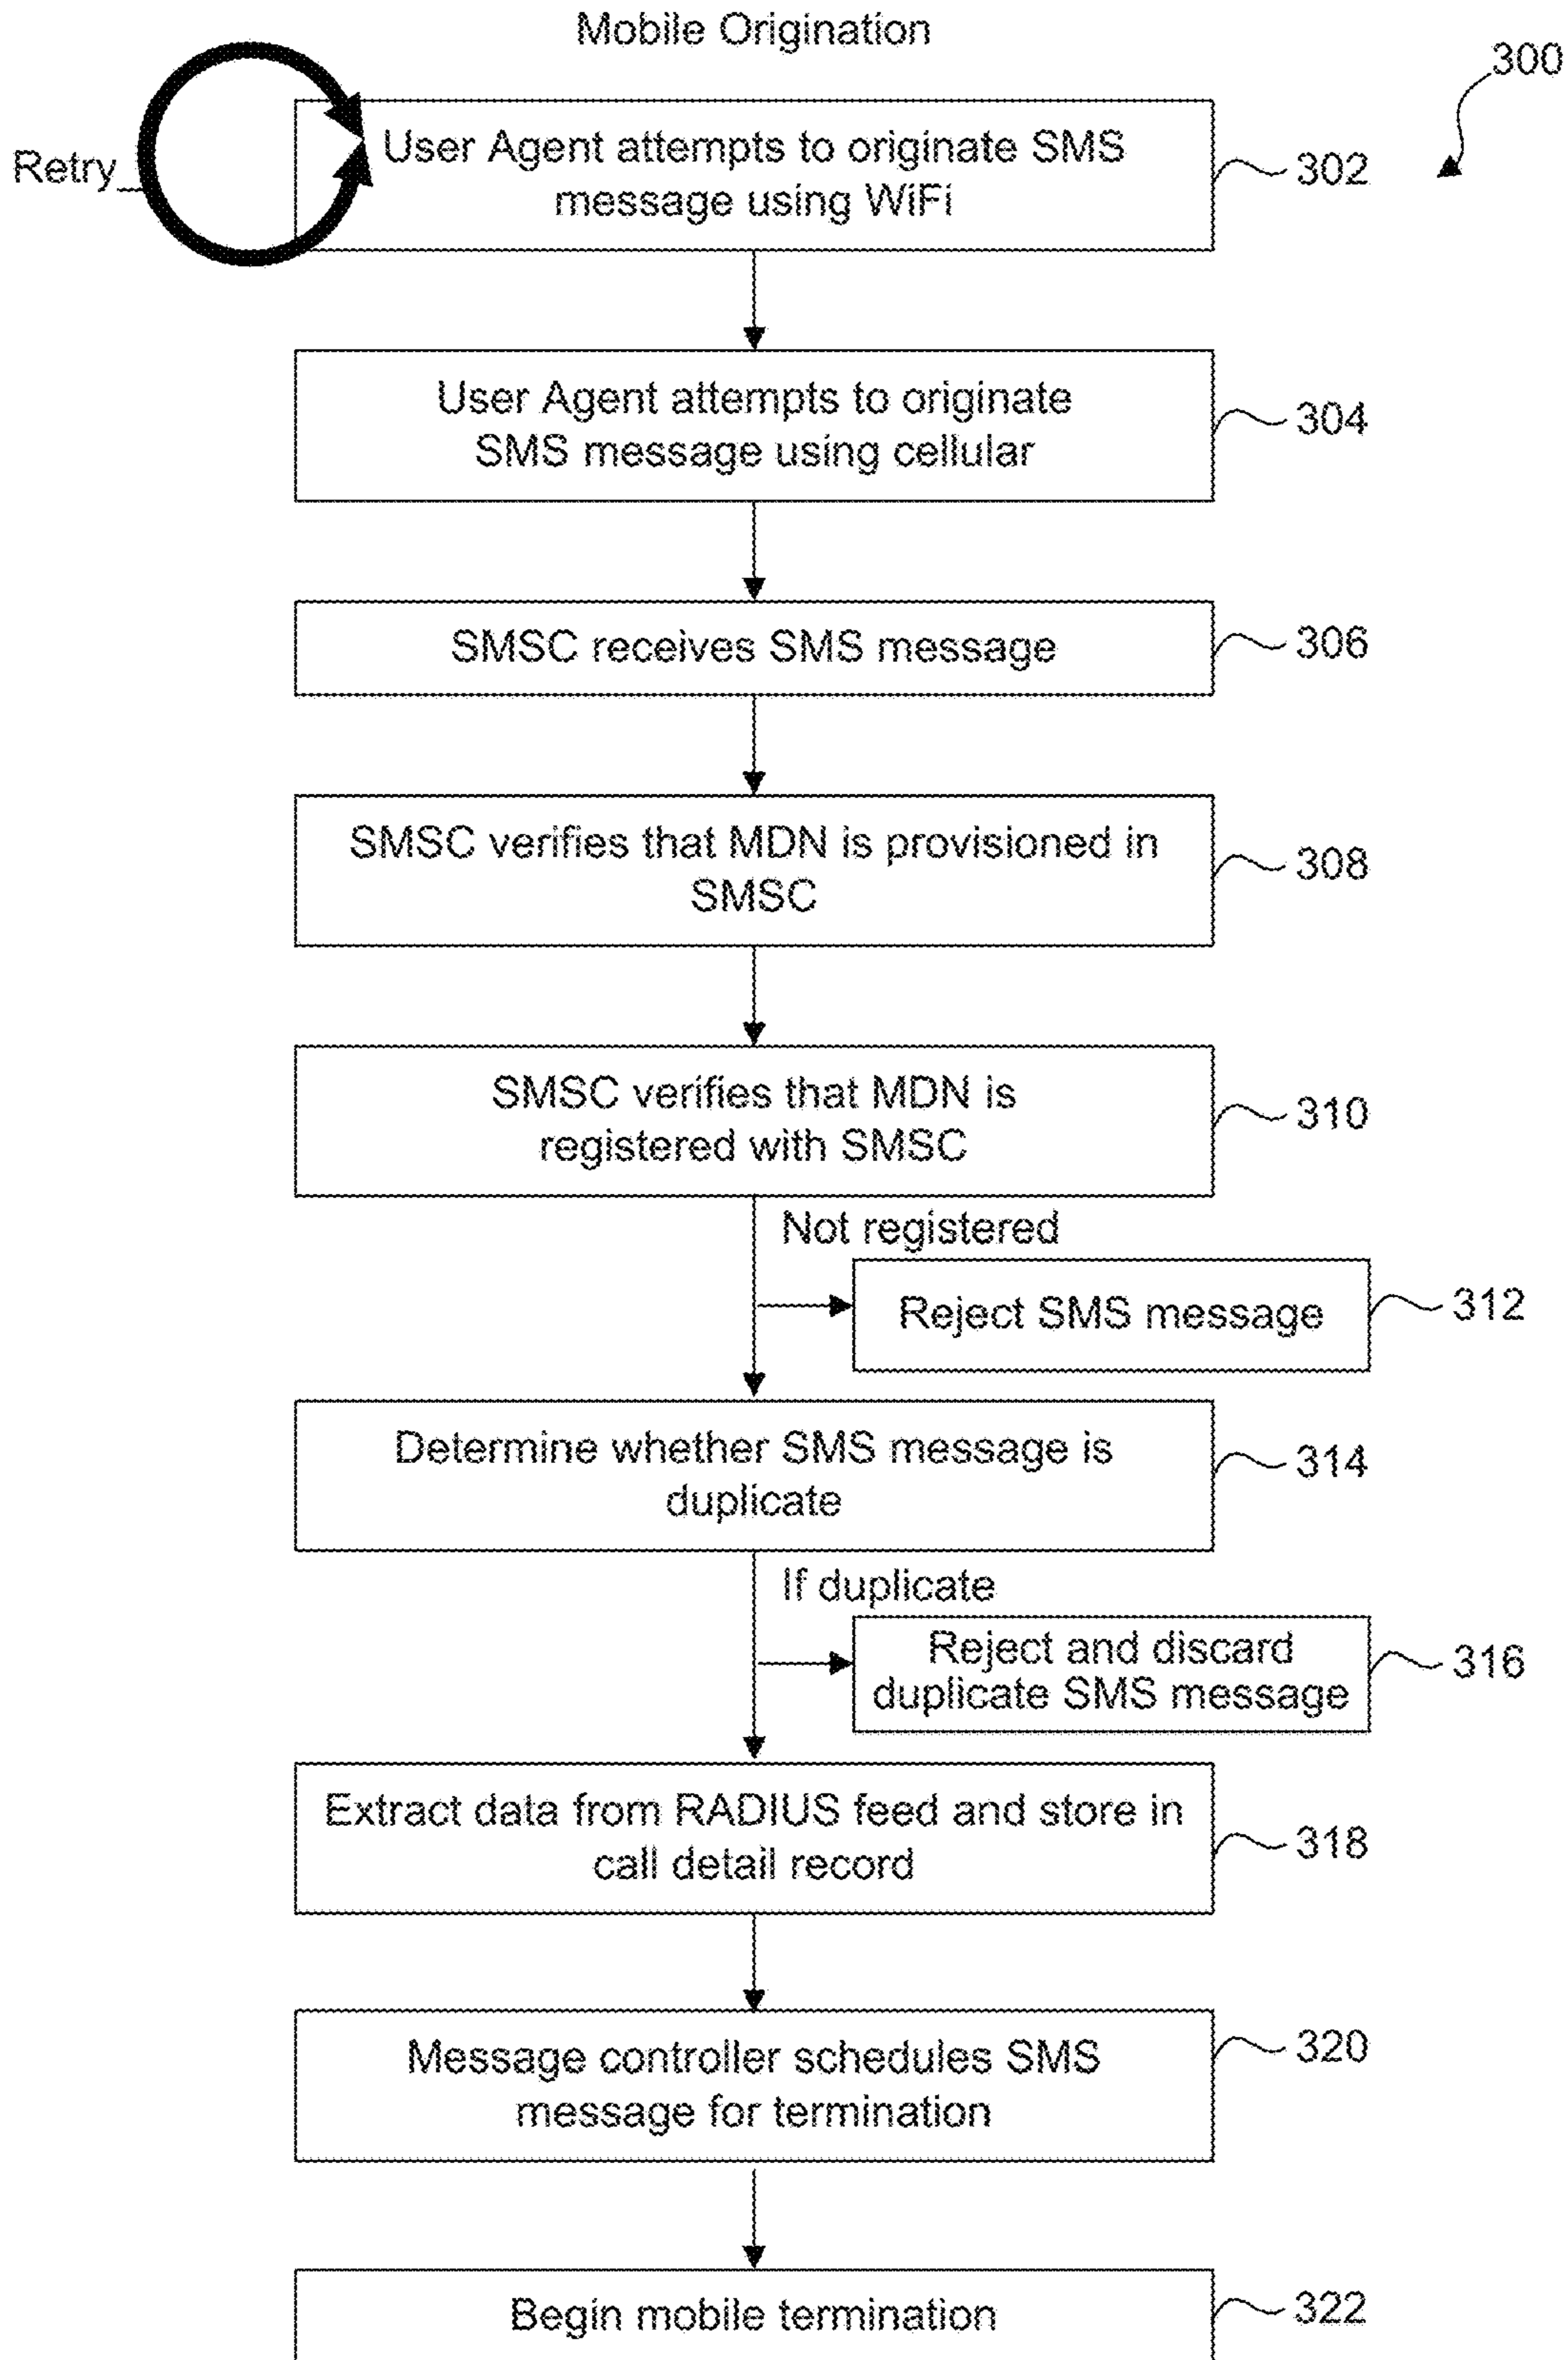 Mobile Origination
300
Retry
User Agent attempts to originate SMS
message using WiFi
302
User Agent attempts to originate
SMS message using cellular
304
SMSC receives SMS message
306
SMSC verifies that MDN is provisioned in
SMSC
308
SMSC verifies that MDN is
registered with SMSC
310
Not registered
Reject SMS message
312
Determine whether SMS message is
duplicate
314
If duplicate
Reject and discard
duplicate SMS message
316
Extract data from RADIUS feed and store in
call detail record
318
Message controller schedules SMS
message for termination
320
Begin mobile termination
322